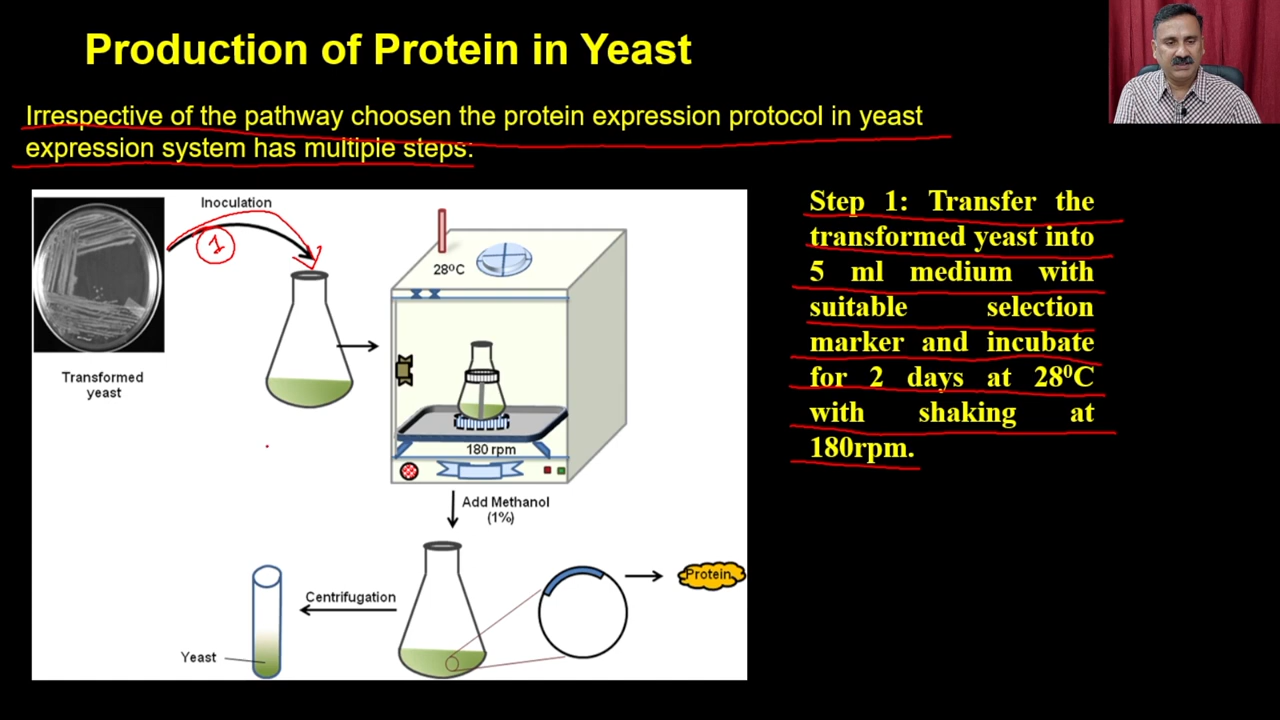 Production of Protein in Yeast
Irrespective of the pathway choosen the protein expression protocol in yeast
expression system has multiple steps:
Inoculation
1
28⁰C
Transformed
yeast
180 rpm
Add Methanol
(1%)
Centrifugation
Protein
Yeast
Step 1: Transfer the
transformed yeast into
5 ml medium with
suitable selection
marker and incubate
for 2 days at 28⁰C
with shaking at
180rpm.